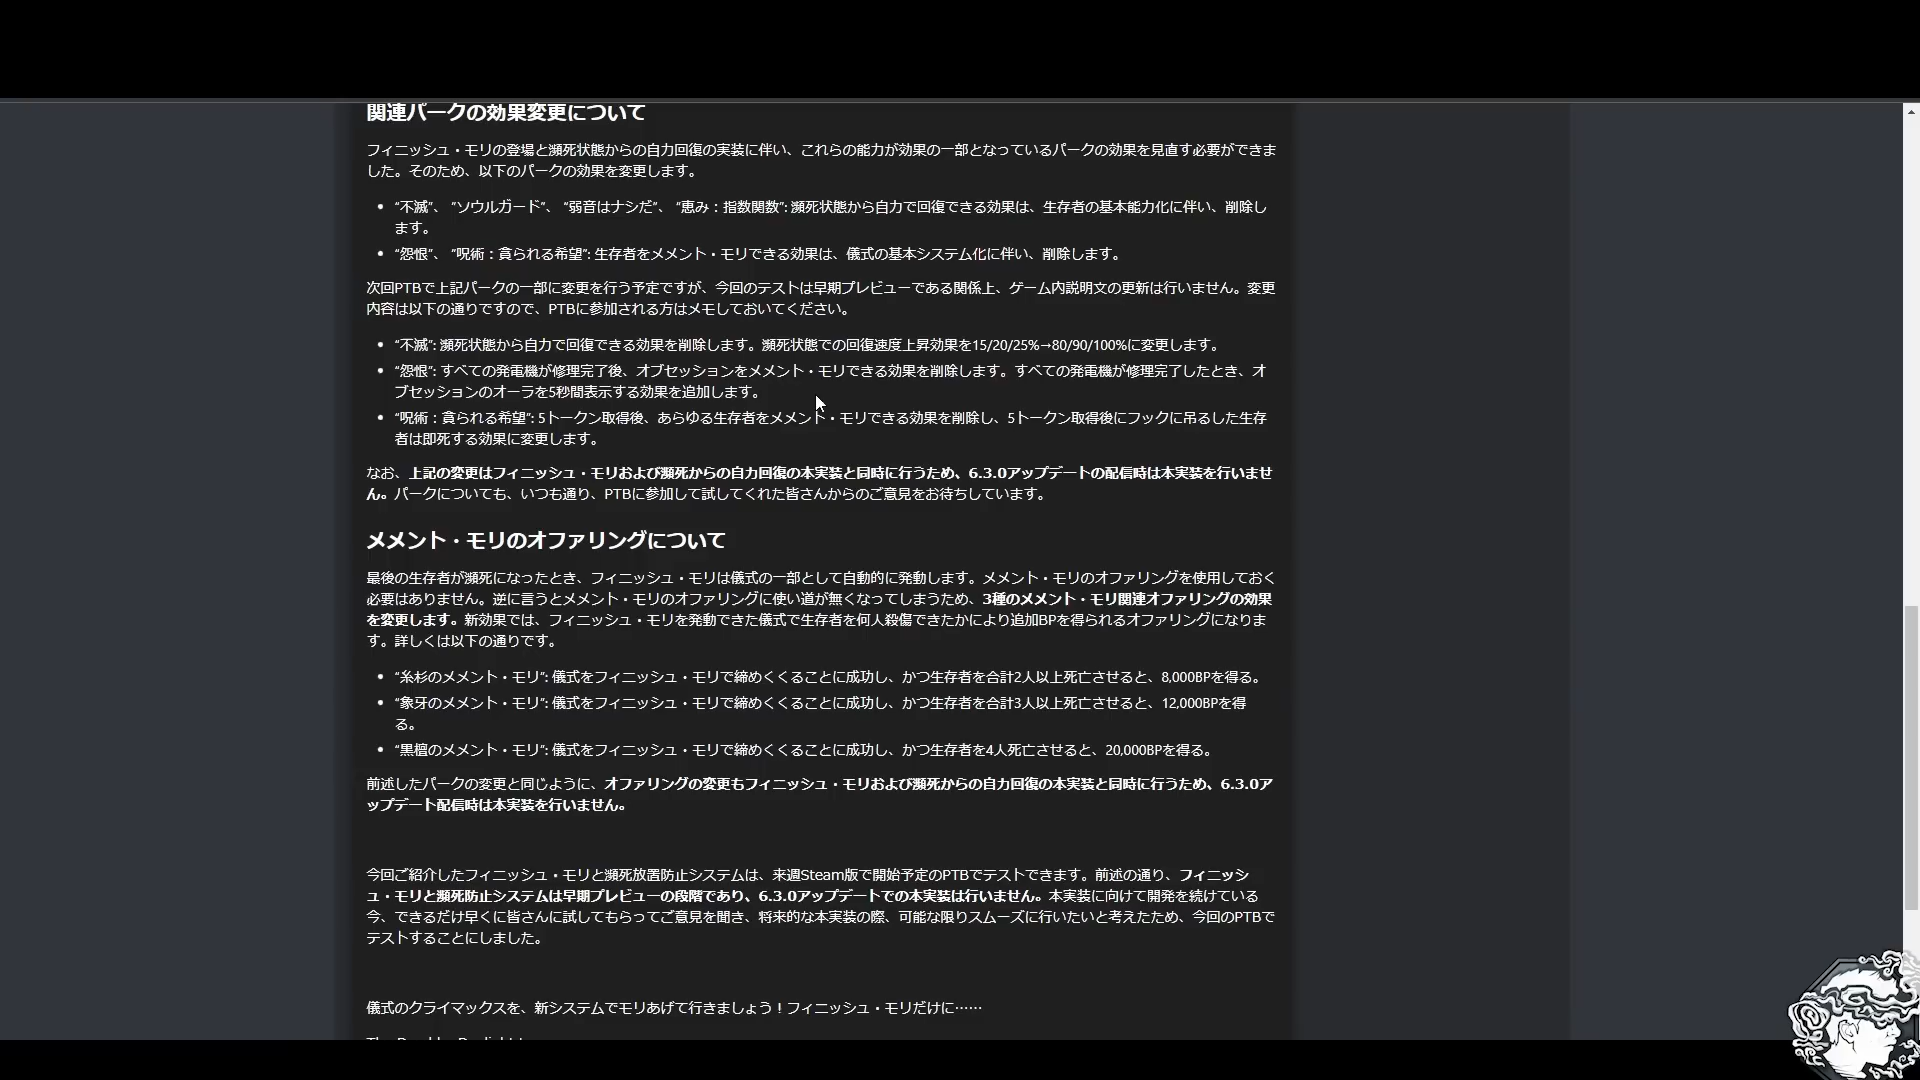 関連パークの効果変更について
フィニッシュ・モリの登場と瀕死状態からの自力回復の実装に伴い、これらの能力が効果の一部となっているパークの効果を見直す必要ができま
した。そのため、以下のパークの効果を変更します。
• “不滅”、 ”ソウルガード”、 “弱音はナシだ”、 “恵み：指数関数”: 瀕死状態から自力で回復できる効果は、生存者の基本能力化に伴い、削除し
ます。
• “怨恨”、 ”呪術：貪られる希望”: 生存者をメメント・モリできる効果は、儀式の基本システム化に伴い、削除します。
次回PTBで上記パークの一部に変更を行う予定ですが、今回のテストは早期プレビューである関係上、ゲーム内説明文の更新は行いません。変更
内容は以下の通りですので、PTBに参加される方はメモしておいてください。
• “不滅”: 瀕死状態から自力で回復できる効果を削除します。瀕死状態での回復速度上昇効果を15/20/25%→80/90/100%に変更します。
• “怨恨”: すべての発電機が修理完了後、オブセッションをメメント・モリできる効果を削除します。すべての発電機が修理完了したとき、オ
ブセッションのオーラを5秒間表示する効果を追加します。
• “呪術：貪られる希望”: 5トークン取得後、あらゆる生存者をメメント・モリできる効果を削除し、5トークン取得後にフックに吊るした生存
者は即死する効果に変更します。
なお、上記の変更はフィニッシュ・モリおよび瀕死からの自力回復の本実装と同時に行うため、6.3.0アップデートの配信時は本実装を行いませ
ん。パークについても、いつも通り、PTBに参加して試してくれた皆さんからのご意見をお待ちしています。
メメント・モリのオファリングについて
最後の生存者が瀕死になったとき、フィニッシュ・モリは儀式の一部として自動的に発動します。メメント・モリのオファリングを使用しておく
必要はありません。逆に言うとメメント・モリのオファリングに使い道が無くなってしまうため、3種のメメント・モリ関連オファリングの効果
を変更します。新効果では、フィニッシュ・モリを発動できた儀式で生存者を何人殺傷できたかにより追加BPを得られるオファリングになりま
す。詳しくは以下の通りです。
• “糸杉のメメント・モリ”: 儀式をフィニッシュ・モリで締めくくることに成功し、かつ生存者を合計2人以上死亡させると、8,000BPを得る。
• “象牙のメメント・モリ”: 儀式をフィニッシュ・モリで締めくくることに成功し、かつ生存者を合計3人以上死亡させると、12,000BPを得
る。
• “黒檀のメメント・モリ”: 儀式をフィニッシュ・モリで締めくくることに成功し、かつ生存者を4人死亡させると、20,000BPを得る。
前述したパークの変更と同じように、オファリングの変更もフィニッシュ・モリおよび瀕死からの自力回復の本実装と同時に行うため、6.3.0ア
ップデート配信時は本実装を行いません。
今回ご紹介したフィニッシュ・モリと瀕死放置防止システムは、来週Steam版で開始予定のPTBでテストできます。前述の通り、フィニッシ
ュ・モリと瀕死防止システムは早期プレビューの段階であり、6.3.0アップデートでの本実装は行いません。本実装に向けて開発を続けている
今、できるだけ早くに皆さんに試してもらってご意見を聞き、将来的な本実装の際、可能な限りスムーズに行いたいと考えたため、今回のPTBで
テストすることにしました。
儀式のクライマックスを、新システムでモリあげて行きましょう！フィニッシュ・モリだけに……